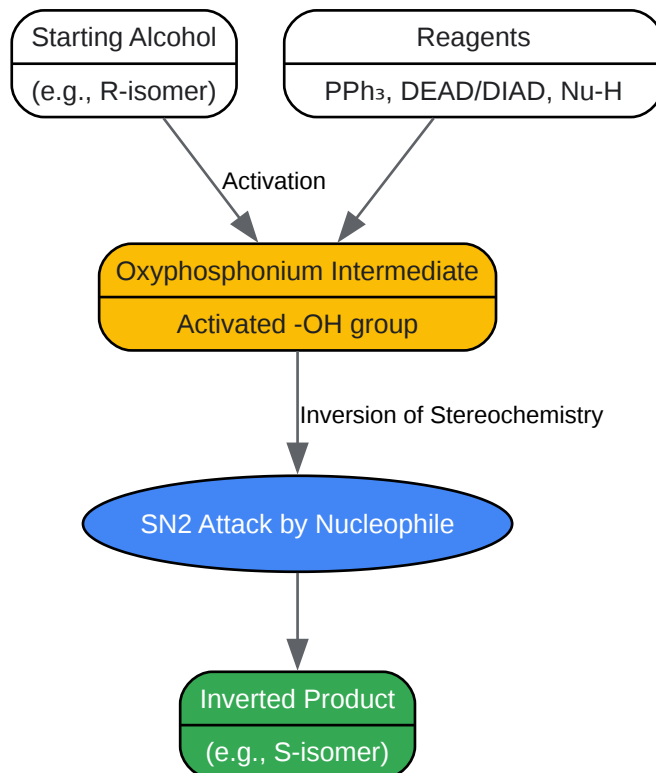 Starting Alcohol
(e.g., R-isomer)
Reagents
PPh₃, DEAD/DIAD, Nu-H
Activation
Oxyphosphonium Intermediate
Activated -OH group
Inversion of Stereochemistry
SN2 Attack by Nucleophile
Inverted Product
(e.g., S-isomer)